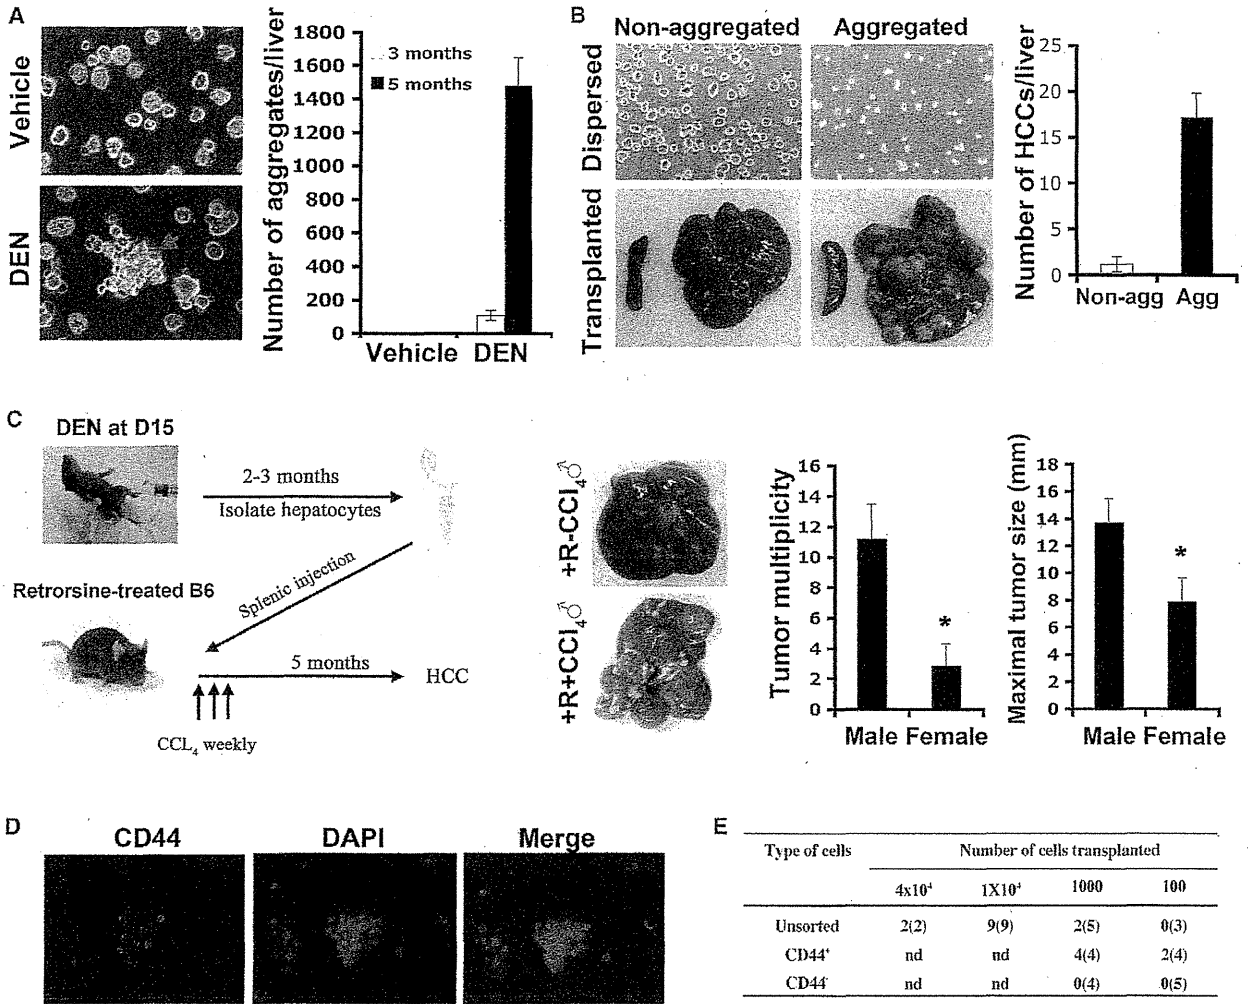 A
Vehicle
DEN
Number of aggregates/liver
1800
1600
1400
1200
1000
800
600
400
200
0
3 months
5 months
Vehicle DEN
B
Non-aggregated Aggregated
Dispersed
Transplanted
Number of HCCs/liver
25
20
15
10
5
0
Non-agg Agg
C
DEN at D15
2-3 months
Isolate hepatocytes
Splenic injection
Retrorsine-treated B6
5 months
HCC
CCL4 weekly
+R-CCl4♂
+R+CCl4♂
Tumor multiplicity
16
14
12
10
8
6
4
2
0
*
Male Female
Maximal tumor size (mm)
18
16
14
12
10
8
6
4
2
0
*
Male Female
D
CD44 DAPI Merge
E
Type of cells Number of cells transplanted
4x10⁴ 1X10⁴ 1000 100
Unsorted 2(2) 9(9) 2(5) 0(3)
CD44⁺ nd nd 4(4) 2(4)
CD44⁻ nd nd 0(4) 0(5)